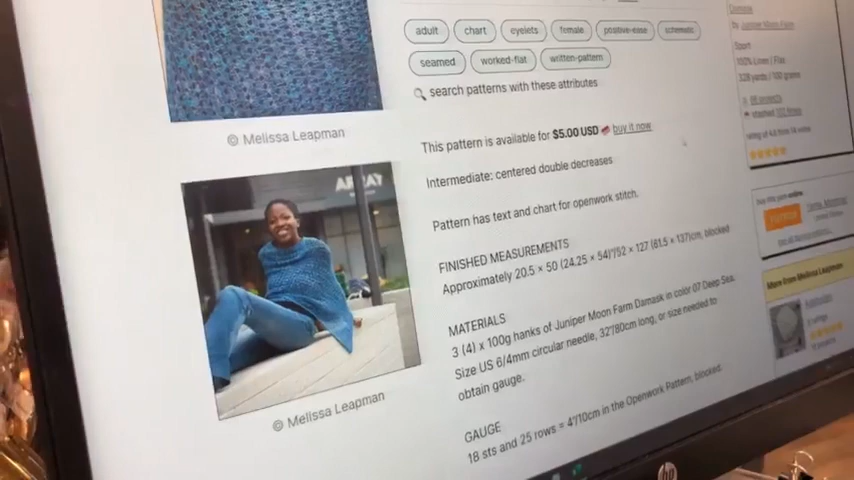 adult
chart
eyelets
female
positive-ease
schematic
seamed
worked-flat
written-pattern
search patterns with these attributes
© Melissa Leapman
This pattern is available for $5.00 USD buy it now
Intermediate: centered double decreases
Pattern has text and chart for openwork stitch.
FINISHED MEASUREMENTS
Approximately 20.5 × 50 (24.25 × 54)"/52 × 127 (61.5 × 137)cm, blocked
MATERIALS
3 (4) x 100g hanks of Juniper Moon Farm Damask in color 07 Deep Sea.
Size US 6/4mm circular needle, 32"/80cm long, or size needed to
obtain gauge.
GAUGE
18 sts and 25 rows = 4"/10cm in the Openwork Pattern, blocked.
© Melissa Leapman
by Juniper Moon Farm
Sport
100% Linen | Flax
328 yards / 100 grams
More from Melissa Leapman
hp